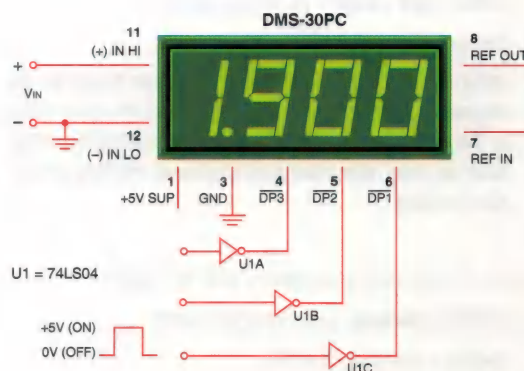 DMS-30PC
11
(+) IN HI
8
REF OUT
1.900
+
VIN
−
12
(–) IN LO
7
REF IN
1
+5V SUP
3
GND
4
DP3
5
DP2
6
DP1
U1A
U1 = 74LS04
U1B
+5V (ON)
0V (OFF)
U1C